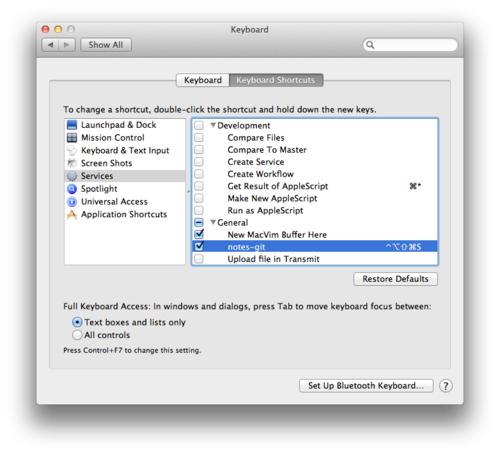 Keyboard
Show All
Keyboard
Keyboard Shortcuts
To change a shortcut, double-click the shortcut and hold down the new keys.
Launchpad & Dock
Mission Control
Keyboard & Text Input
Screen Shots
Services
Spotlight
Universal Access
Application Shortcuts
Development
Compare Files
Compare To Master
Create Service
Create Workflow
Get Result of AppleScript ⌘*
Make New AppleScript
Run as AppleScript
General
New MacVim Buffer Here
notes-git ^⌥⇧⌘S
Upload file in Transmit
Restore Defaults
Full Keyboard Access: In windows and dialogs, press Tab to move keyboard focus between:
Text boxes and lists only
All controls
Press Control+F7 to change this setting.
Set Up Bluetooth Keyboard...
?